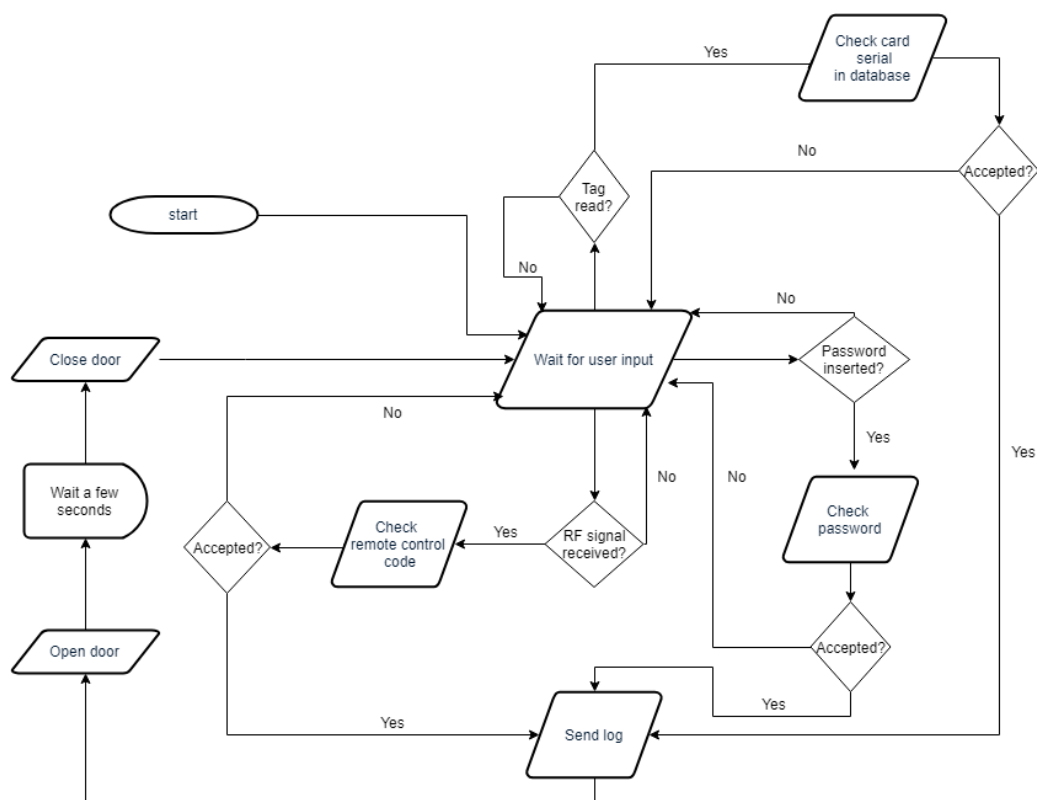 Yes
Check card
serial
in database
No
Accepted?
Tag
read?
start
No
No
Close door
Wait for user input
Password
inserted?
No
Yes
Yes
Wait a few
seconds
No
No
Check
password
Accepted?
Check
remote control
code
Yes
RF signal
received?
Open door
Accepted?
Yes
Yes
Send log